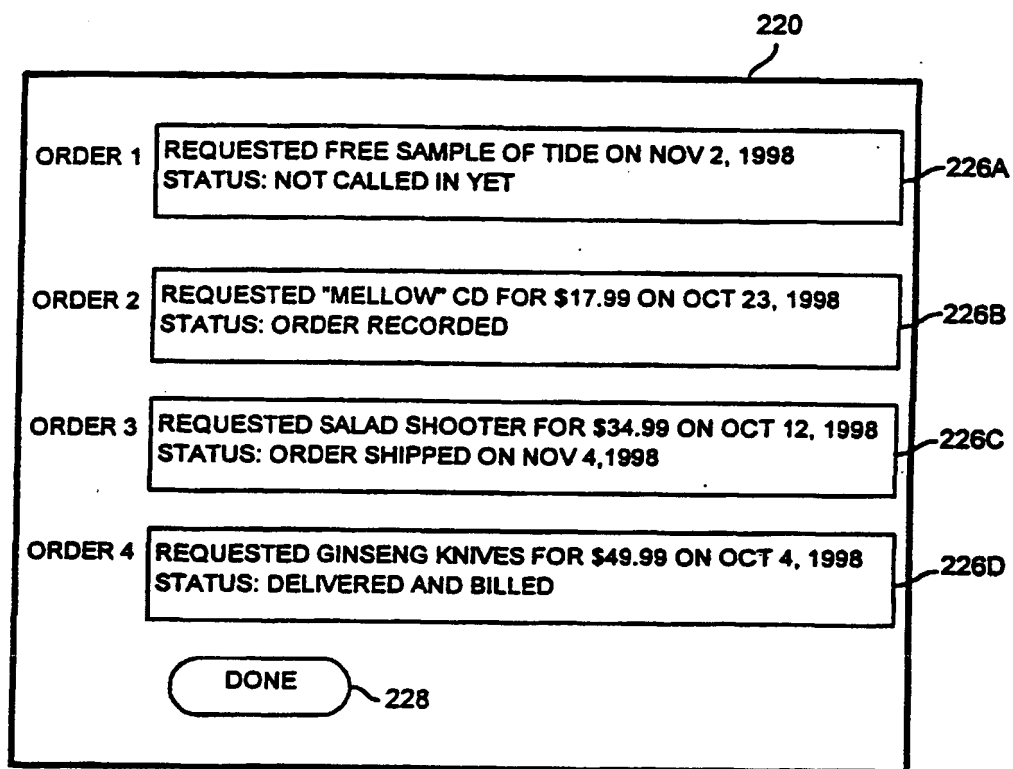 220
ORDER 1
REQUESTED FREE SAMPLE OF TIDE ON NOV 2, 1998
STATUS: NOT CALLED IN YET
226A
ORDER 2
REQUESTED "MELLOW" CD FOR $17.99 ON OCT 23, 1998
STATUS: ORDER RECORDED
226B
ORDER 3
REQUESTED SALAD SHOOTER FOR $34.99 ON OCT 12, 1998
STATUS: ORDER SHIPPED ON NOV 4,1998
226C
ORDER 4
REQUESTED GINSENG KNIVES FOR $49.99 ON OCT 4, 1998
STATUS: DELIVERED AND BILLED
226D
DONE
228